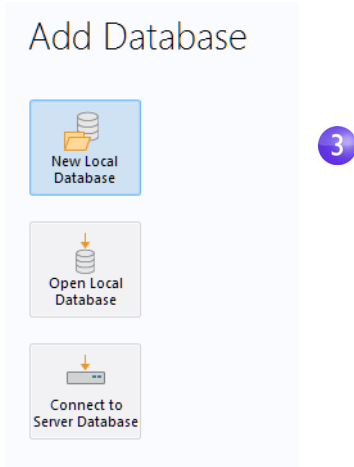 Add Database
New Local
Database
3
Open Local
Database
Connect to
Server Database